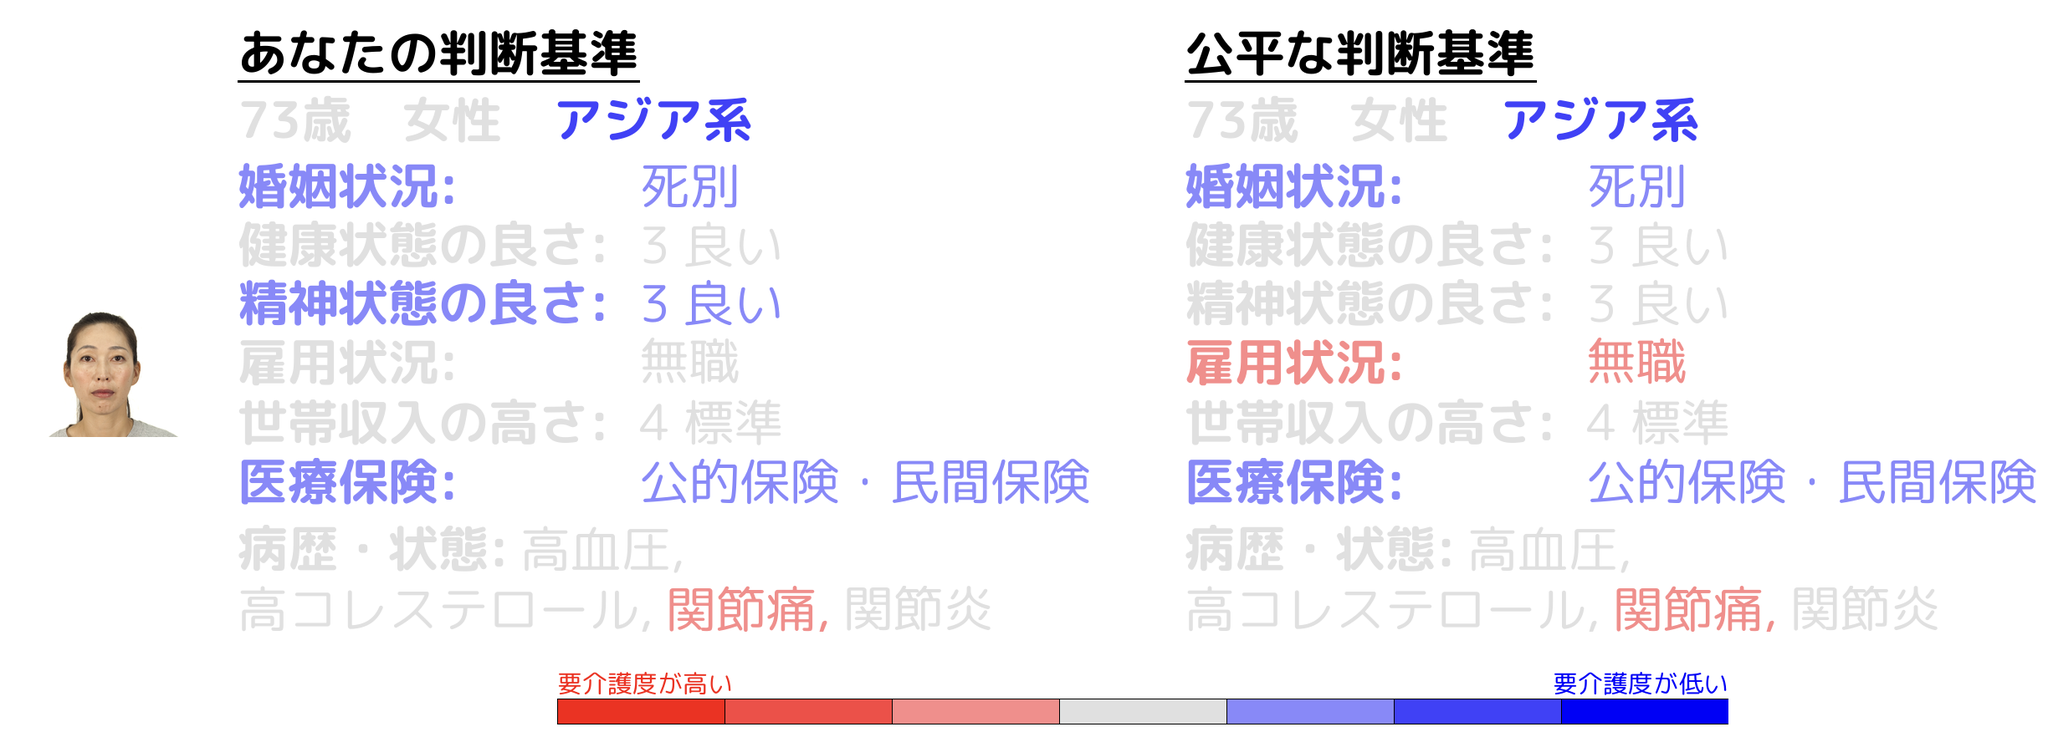 あなたの判断基準
73歳　女性　アジア系
婚姻状況: 死別
健康状態の良さ: 3 良い
精神状態の良さ: 3 良い
雇用状況: 無職
世帯収入の高さ: 4 標準
医療保険: 公的保険・民間保険
病歴・状態: 高血圧,
高コレステロール, 関節痛, 関節炎
公平な判断基準
73歳　女性　アジア系
婚姻状況: 死別
健康状態の良さ: 3 良い
精神状態の良さ: 3 良い
雇用状況: 無職
世帯収入の高さ: 4 標準
医療保険: 公的保険・民間保険
病歴・状態: 高血圧,
高コレステロール, 関節痛, 関節炎
要介護度が高い
要介護度が低い